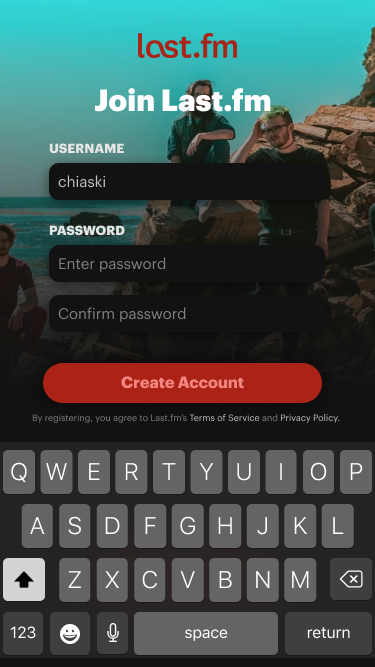 last.fm
Join Last.fm
USERNAME
chiaski
PASSWORD
Enter password
Confirm password
Create Account
By registering, you agree to Last.fm's Terms of Service and Privacy Policy.
Q W E R T Y U I O P
A S D F G H J K L
Z X C V B N M
123 space return